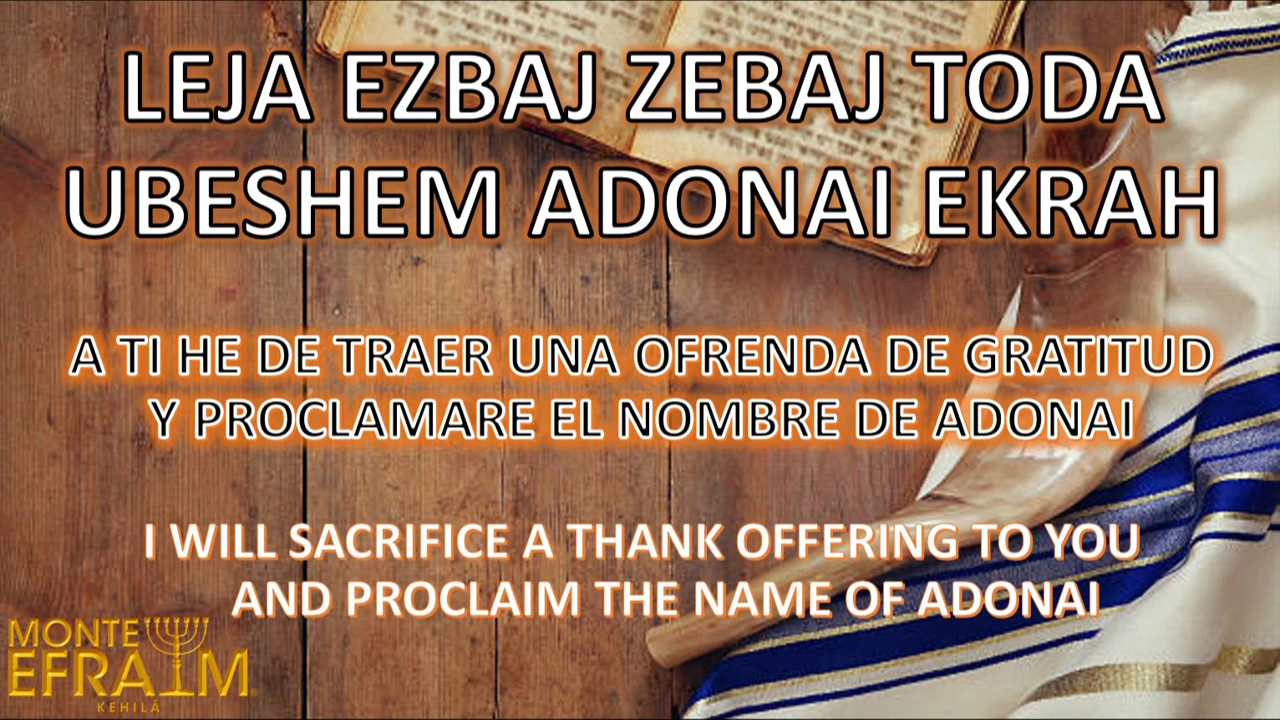 LEJA EZBAJ ZEBAJ TODA
UBESHEM ADONAI EKRAH
A TI HE DE TRAER UNA OFRENDA DE GRATITUD
Y PROCLAMARE EL NOMBRE DE ADONAI
I WILL SACRIFICE A THANK OFFERING TO YOU
AND PROCLAIM THE NAME OF ADONAI
MONTE
EFRAIM®
KEHILÁ